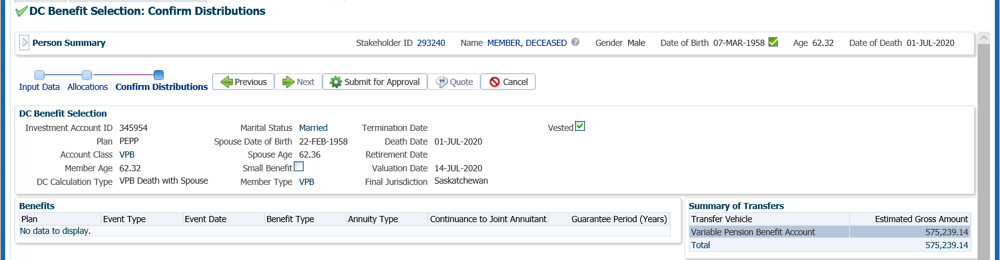 DC Benefit Selection: Confirm Distributions
Person Summary Stakeholder ID 293240 Name MEMBER, DECEASED Gender Male Date of Birth 07-MAR-1958 Age 62.32 Date of Death 01-JUL-2020
Input Data Allocations Confirm Distributions Previous Next Submit for Approval Quote Cancel
DC Benefit Selection
Investment Account ID 345954 Marital Status Married Termination Date Vested
Plan PEPP Spouse Date of Birth 22-FEB-1958 Death Date 01-JUL-2020
Account Class VPB Spouse Age 62.36 Retirement Date
Member Age 62.32 Small Benefit Valuation Date 14-JUL-2020
DC Calculation Type VPB Death with Spouse Member Type VPB Final Jurisdiction Saskatchewan
Benefits
Plan Event Type Event Date Benefit Type Annuity Type Continuance to Joint Annuitant Guarantee Period (Years)
No data to display.
Summary of Transfers
Transfer Vehicle Estimated Gross Amount
Variable Pension Benefit Account 575,239.14
Total 575,239.14